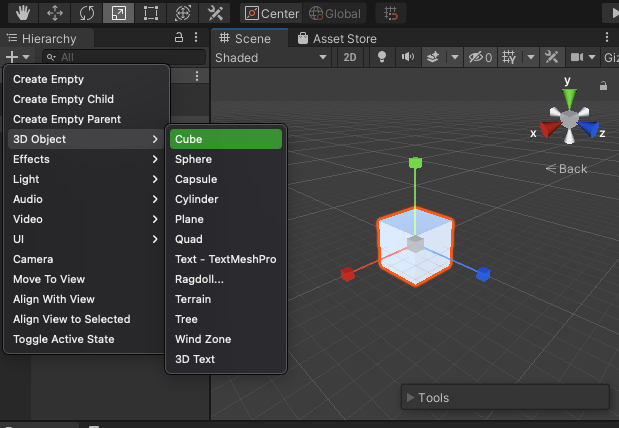 Center
Global
Hierarchy
All
Create Empty
Create Empty Child
Create Empty Parent
3D Object
Effects
Light
Audio
Video
UI
Camera
Move To View
Align With View
Align View to Selected
Toggle Active State
Cube
Sphere
Capsule
Cylinder
Plane
Quad
Text - TextMeshPro
Ragdoll...
Terrain
Tree
Wind Zone
3D Text
Scene
Asset Store
Shaded
2D
0
Giz
y
x
z
Back
Tools